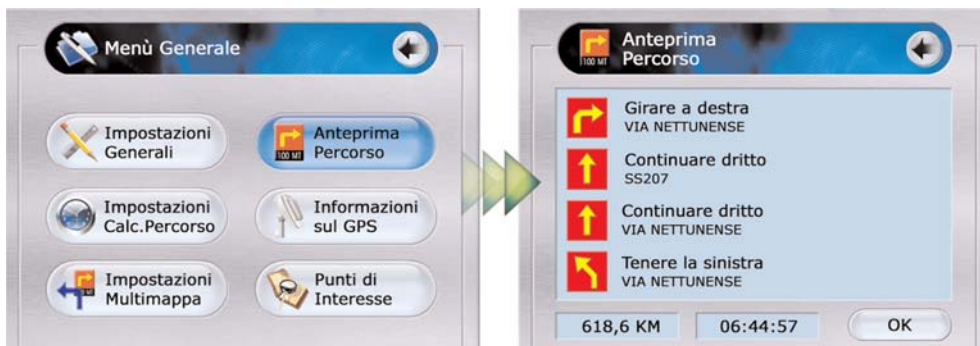 Menù Generale
Impostazioni
Generali
100 MT
Anteprima
Percorso
Impostazioni
Calc.Percorso
Informazioni
sul GPS
Impostazioni
Multimappa
Punti di
Interesse
100 MT
Anteprima
Percorso
Girare a destra
VIA NETTUNENSE
Continuare dritto
SS207
Continuare dritto
VIA NETTUNENSE
Tenere la sinistra
VIA NETTUNENSE
618,6 KM
06:44:57
OK